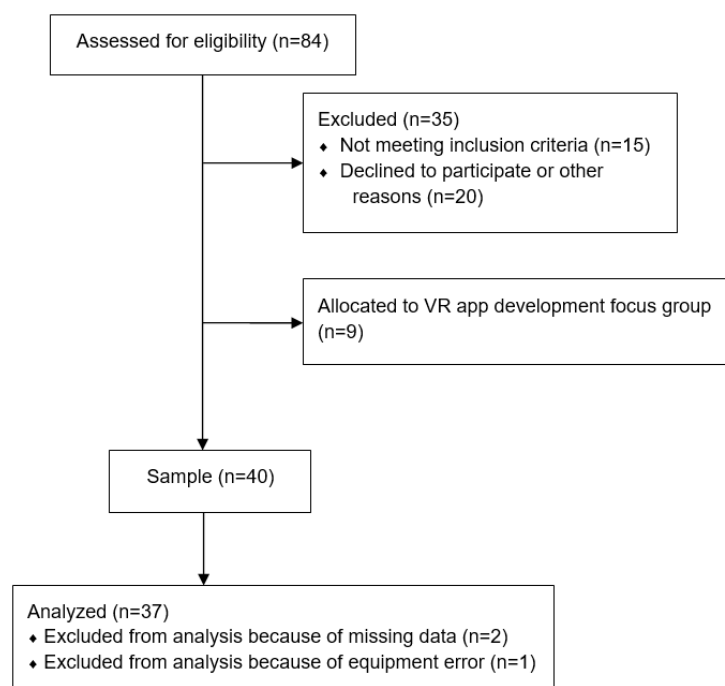 Assessed for eligibility (n=84)
Excluded (n=35)
♦ Not meeting inclusion criteria (n=15)
♦ Declined to participate or other
reasons (n=20)
Allocated to VR app development focus group
(n=9)
Sample (n=40)
Analyzed (n=37)
♦ Excluded from analysis because of missing data (n=2)
♦ Excluded from analysis because of equipment error (n=1)